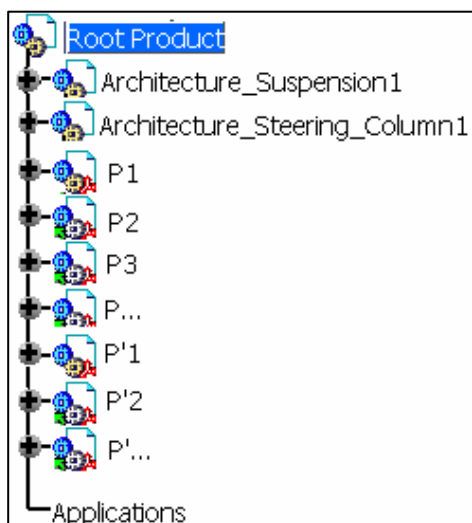 Root Product
Architecture_Suspension1
Architecture_Steering_Column1
P1
P2
P3
P...
P'1
P'2
P'...
Applications